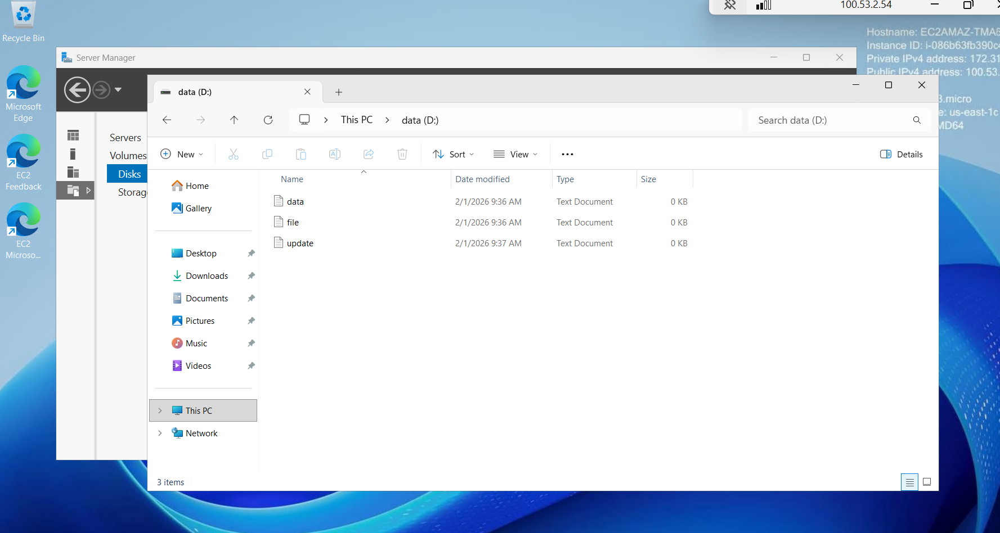 Recycle Bin
Microsoft
Edge
EC2
Feedback
EC2
Microso...
100.53.2.54
Hostname: EC2AMAZ-TMA6
Instance ID: i-086b63fb390c
Private IPv4 address: 172.31
Public IPv4 address: 100.53.
3.micro
e: us-east-1c
MD64
Server Manager
Servers
Volumes
Disks
Storag
data (D:)
This PC
data (D:)
Search data (D:)
New
Sort
View
Details
Home
Gallery
Desktop
Downloads
Documents
Pictures
Music
Videos
This PC
Network
Name Date modified Type Size
data 2/1/2026 9:36 AM Text Document 0 KB
file 2/1/2026 9:36 AM Text Document 0 KB
update 2/1/2026 9:37 AM Text Document 0 KB
3 items